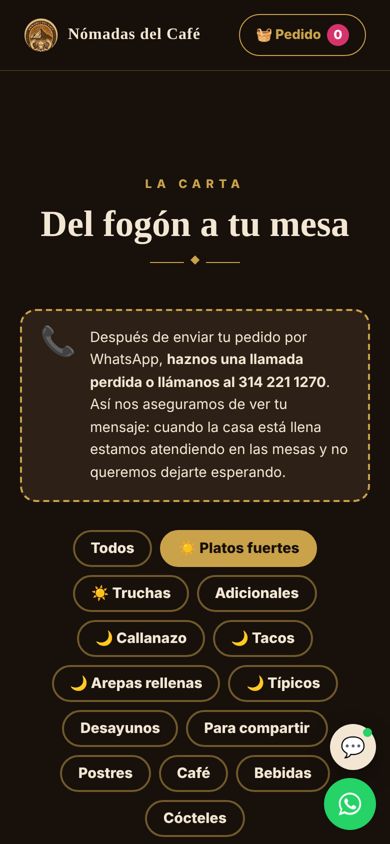 Nómadas del Café
Pedido 0
LA CARTA
Del fogón a tu mesa
Después de enviar tu pedido por
WhatsApp, haznos una llamada
perdida o llámanos al 314 221 1270.
Así nos aseguramos de ver tu
mensaje: cuando la casa está llena
estamos atendiendo en las mesas y no
queremos dejarte esperando.
Todos
Platos fuertes
Truchas
Adicionales
Callanazo
Tacos
Arepas rellenas
Típicos
Desayunos
Para compartir
Postres
Café
Bebidas
Cócteles